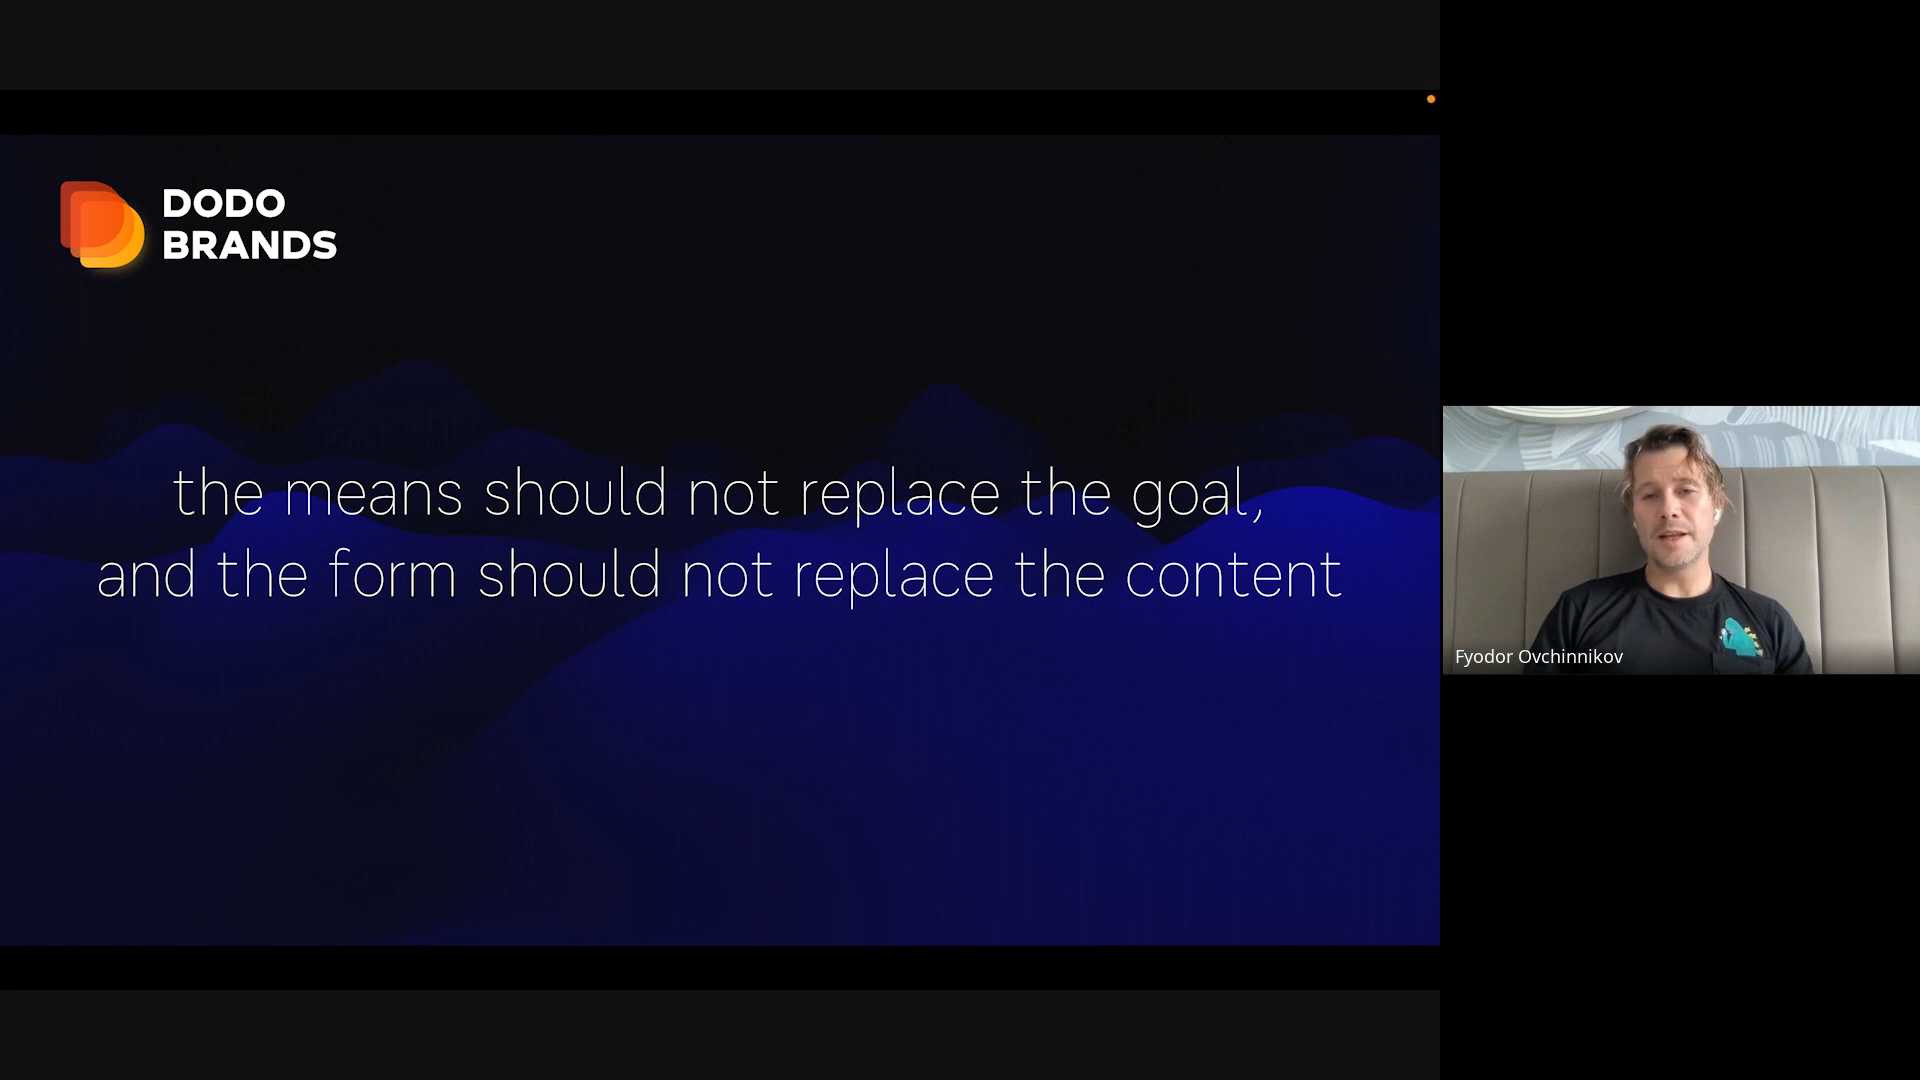 DODO
BRANDS
the means should not replace the goal,
and the form should not replace the content
Fyodor Ovchinnikov